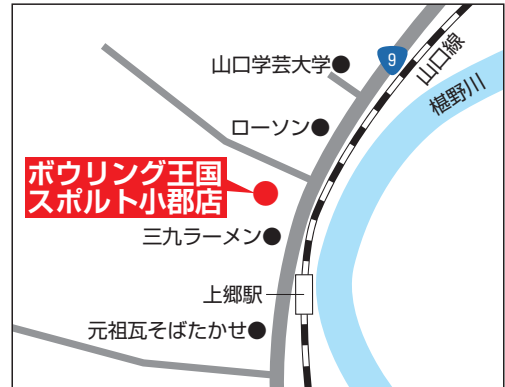 山口学芸大学
9
山口線
椹野川
ローソン
ボウリング王国
スポルト小郡店
三九ラーメン
上郷駅
元祖瓦そばたかせ